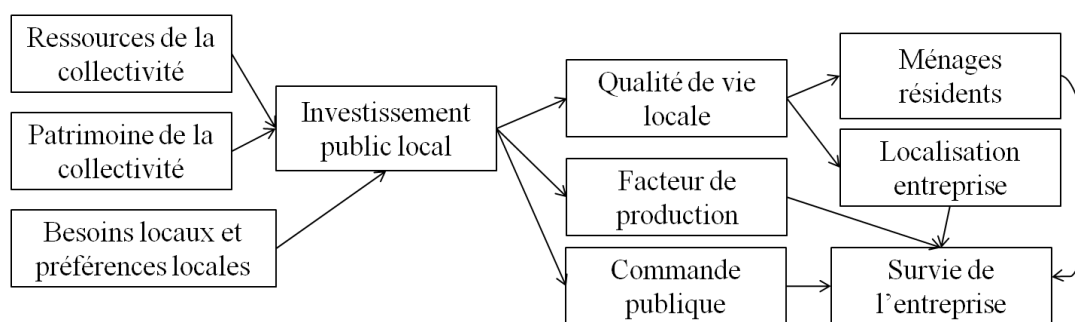 Ressources de la
collectivité
Patrimoine de la
collectivité
Besoins locaux et
préférences locales
Investissement
public local
Qualité de vie
locale
Facteur de
production
Commande
publique
Ménages
résidents
Localisation
entreprise
Survie de
l'entreprise